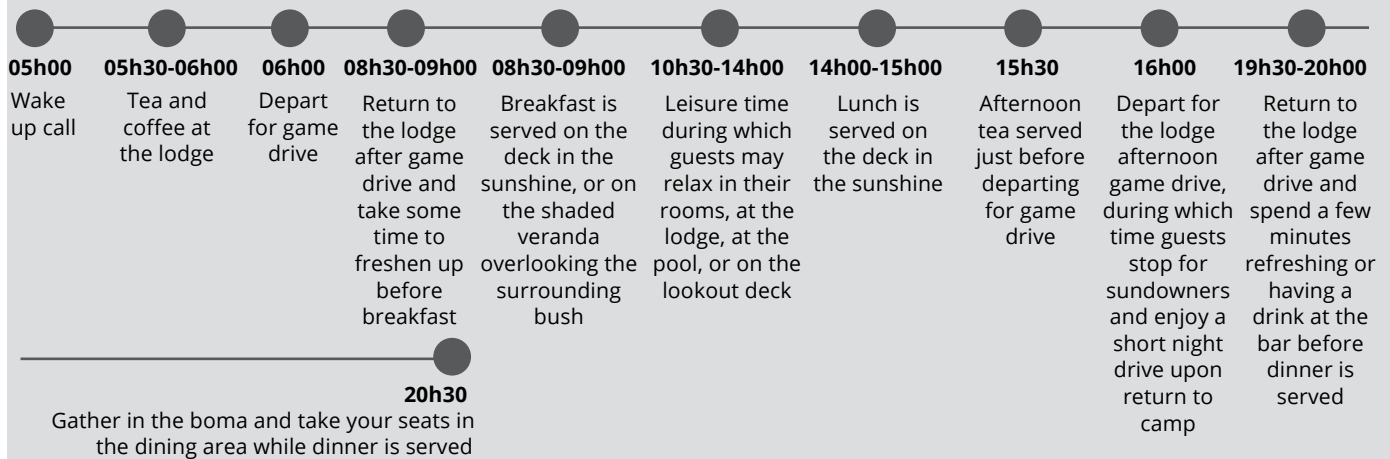 05h00
Wake
up call
05h30-06h00
Tea and
coffee at
the lodge
06h00
Depart
for game
drive
08h30-09h00
Return to
the lodge
after game
drive and
take some
time to
freshen up
before
breakfast
08h30-09h00
Breakfast is
served on the
deck in the
sunshine, or on
the shaded
veranda
overlooking the
surrounding
bush
10h30-14h00
Leisure time
during which
guests may
relax in their
rooms, at the
lodge, at the
pool, or on the
lookout deck
14h00-15h00
Lunch is
served on
the deck in
the sunshine
15h30
Afternoon
tea served
just before
departing
for game
drive
16h00
Depart for
the lodge
afternoon
game drive,
during which
time guests
stop for
sundowners
and enjoy a
short night
drive upon
return to
camp
19h30-20h00
Return to
the lodge
after game
drive and
spend a few
minutes
refreshing or
having a
drink at the
bar before
dinner is
served
20h30
Gather in the boma and take your seats in
the dining area while dinner is served